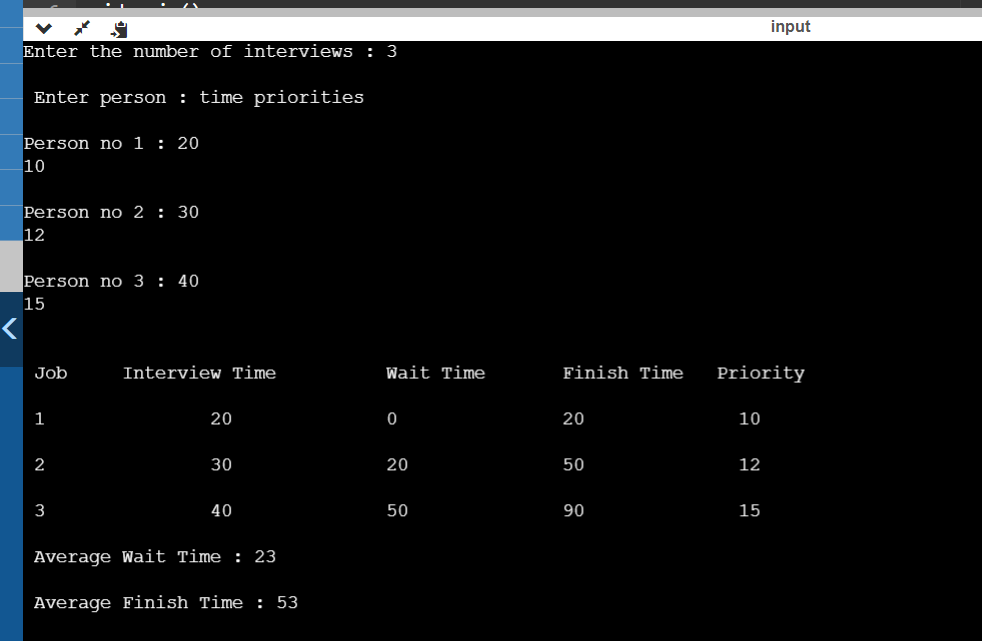 input
Enter the number of interviews : 3
Enter person : time priorities
Person no 1 : 20
10
Person no 2 : 30
12
Person no 3 : 40
15
Job Interview Time Wait Time Finish Time Priority
1 20 0 20 10
2 30 20 50 12
3 40 50 90 15
Average Wait Time : 23
Average Finish Time : 53